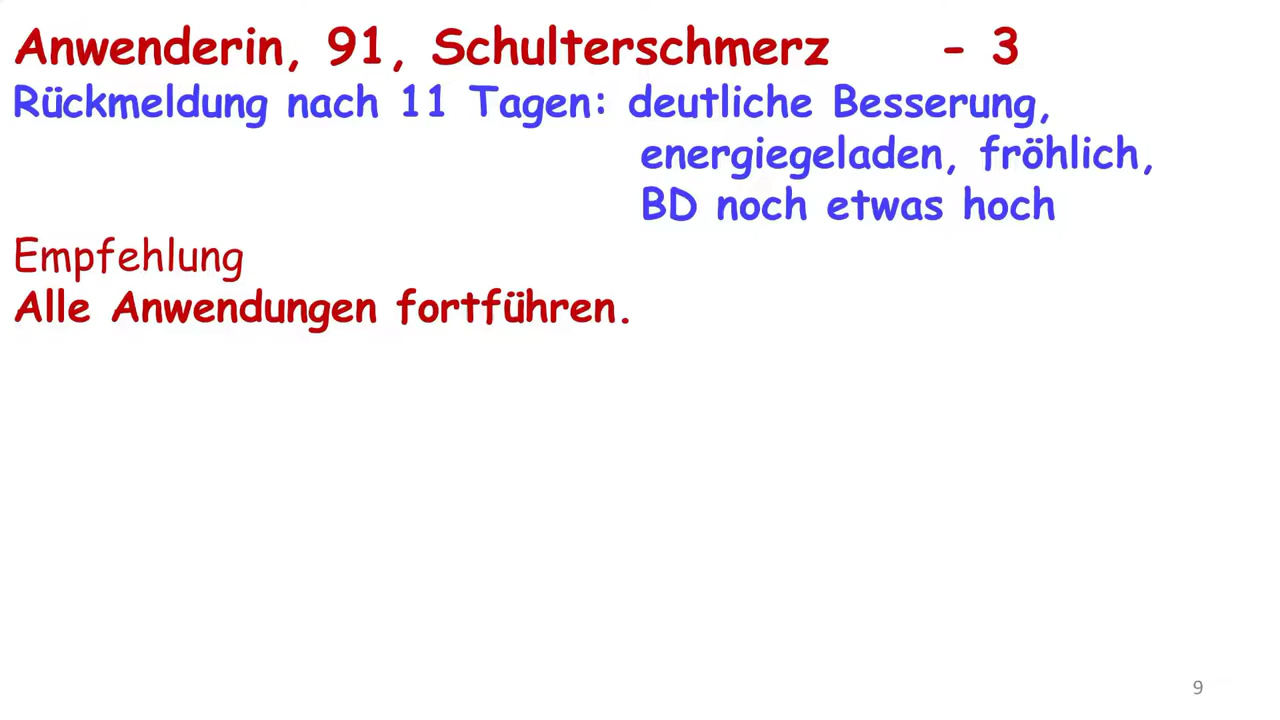 Anwenderin, 91, Schulterschmerz - 3
Rückmeldung nach 11 Tagen: deutliche Besserung,
energiegeladen, fröhlich,
BD noch etwas hoch
Empfehlung
Alle Anwendungen fortführen.
9